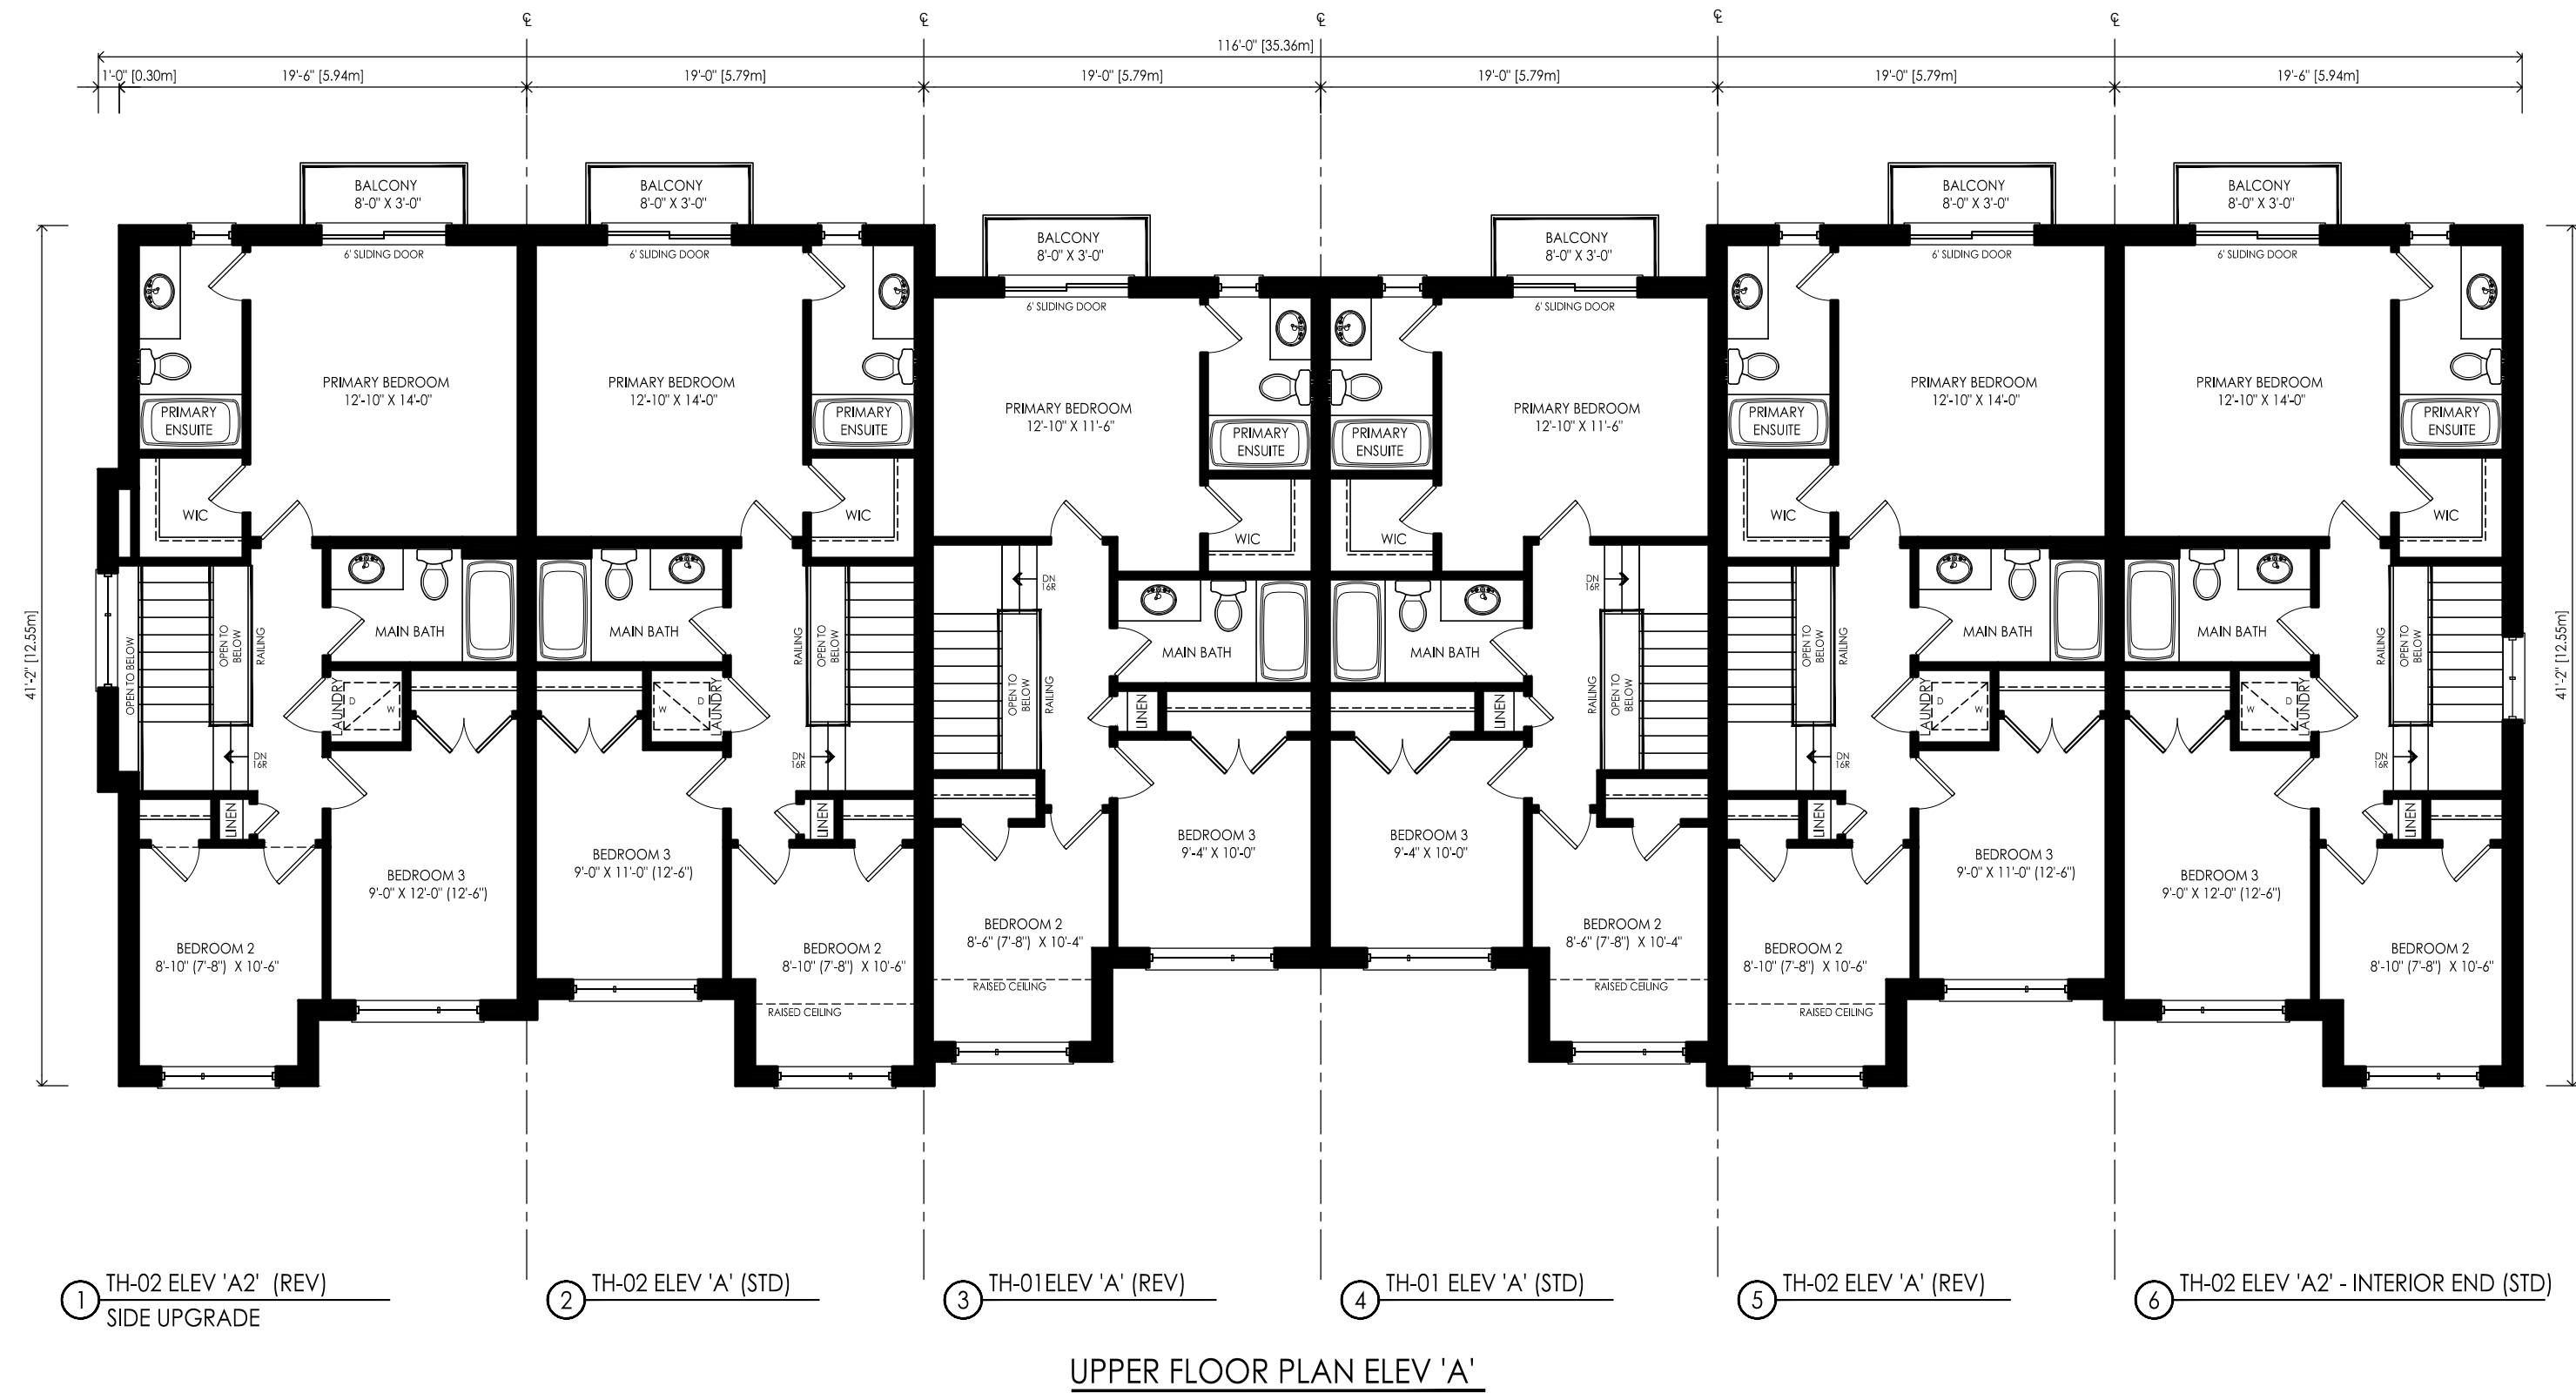 ℄ ℄ ℄ ℄ ℄
116'-0" [35.36m]
1'-0" [0.30m] 19'-6" [5.94m] 19'-0" [5.79m] 19'-0" [5.79m] 19'-0" [5.79m] 19'-0" [5.79m] 19'-6" [5.94m]
41'-2" [12.55m]
BALCONY
8'-0" X 3'-0"
6' SLIDING DOOR
PRIMARY BEDROOM
12'-10" X 14'-0"
PRIMARY
ENSUITE
WIC
OPEN TO BELOW
OPEN TO
BELOW
RAILING
MAIN BATH
LAUNDRY
D
W
DN
16R
LINEN
BEDROOM 3
9'-0" X 12'-0" (12'-6")
BEDROOM 2
8'-10" (7'-8") X 10'-6"
BALCONY
8'-0" X 3'-0"
6' SLIDING DOOR
PRIMARY BEDROOM
12'-10" X 14'-0"
PRIMARY
ENSUITE
WIC
MAIN BATH
RAILING
OPEN TO
BELOW
W
D
LAUNDRY
DN
16R
LINEN
BEDROOM 3
9'-0" X 11'-0" (12'-6")
BEDROOM 2
8'-10" (7'-8") X 10'-6"
RAISED CEILING
BALCONY
8'-0" X 3'-0"
6' SLIDING DOOR
PRIMARY BEDROOM
12'-10" X 11'-6"
PRIMARY
ENSUITE
WIC
DN
16R
OPEN TO
BELOW
RAILING
MAIN BATH
LINEN
BEDROOM 3
9'-4" X 10'-0"
BEDROOM 2
8'-6" (7'-8") X 10'-4"
RAISED CEILING
BALCONY
8'-0" X 3'-0"
6' SLIDING DOOR
PRIMARY BEDROOM
12'-10" X 11'-6"
PRIMARY
ENSUITE
WIC
DN
16R
MAIN BATH
RAILING
OPEN TO
BELOW
LINEN
BEDROOM 3
9'-4" X 10'-0"
BEDROOM 2
8'-6" (7'-8") X 10'-4"
RAISED CEILING
BALCONY
8'-0" X 3'-0"
6' SLIDING DOOR
PRIMARY BEDROOM
12'-10" X 14'-0"
PRIMARY
ENSUITE
WIC
OPEN TO
BELOW
RAILING
MAIN BATH
LAUNDRY
D
W
DN
16R
LINEN
BEDROOM 3
9'-0" X 11'-0" (12'-6")
BEDROOM 2
8'-10" (7'-8") X 10'-6"
RAISED CEILING
BALCONY
8'-0" X 3'-0"
6' SLIDING DOOR
PRIMARY BEDROOM
12'-10" X 14'-0"
PRIMARY
ENSUITE
WIC
MAIN BATH
RAILING
OPEN TO
BELOW
W
D
LAUNDRY
DN
16R
LINEN
BEDROOM 3
9'-0" X 12'-0" (12'-6")
BEDROOM 2
8'-10" (7'-8") X 10'-6"
41'-2" [12.55m]
1 TH-02 ELEV 'A2' (REV)
SIDE UPGRADE
2 TH-02 ELEV 'A' (STD)
3 TH-01ELEV 'A' (REV)
4 TH-01 ELEV 'A' (STD)
5 TH-02 ELEV 'A' (REV)
6 TH-02 ELEV 'A2' - INTERIOR END (STD)
UPPER FLOOR PLAN ELEV 'A'